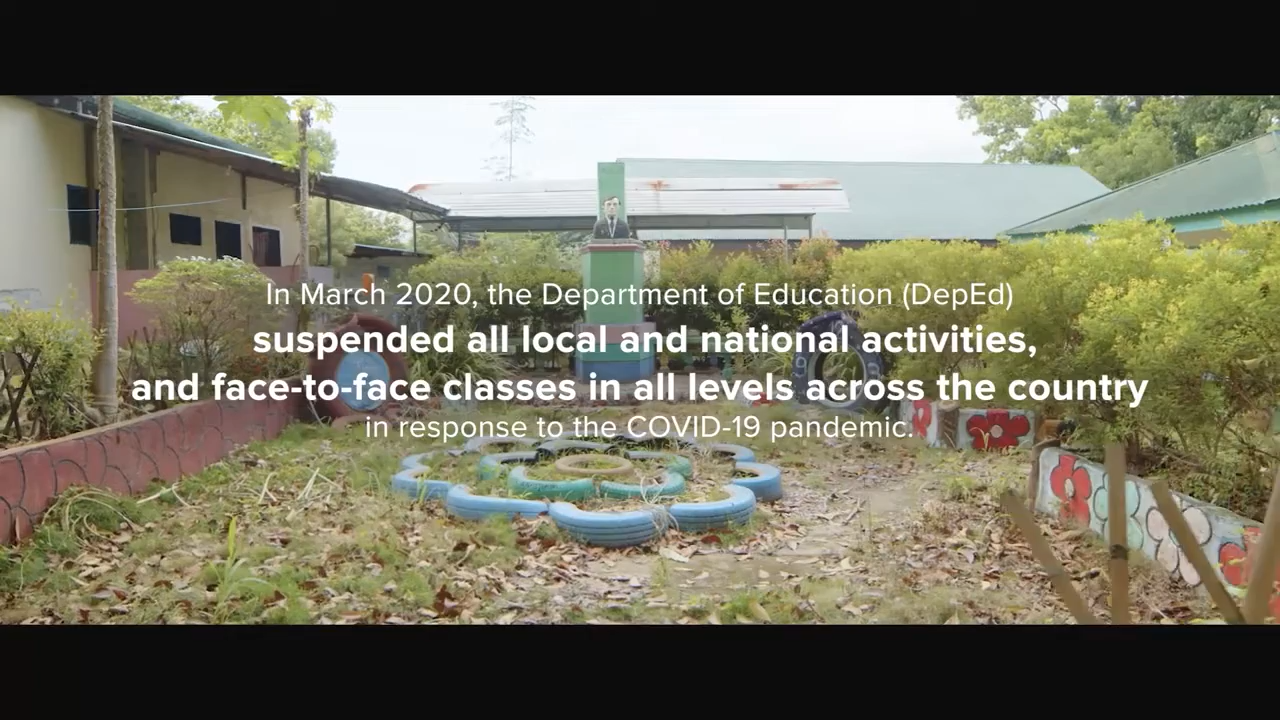 In March 2020, the Department of Education (DepEd)
suspended all local and national activities,
and face-to-face classes in all levels across the country
in response to the COVID-19 pandemic.